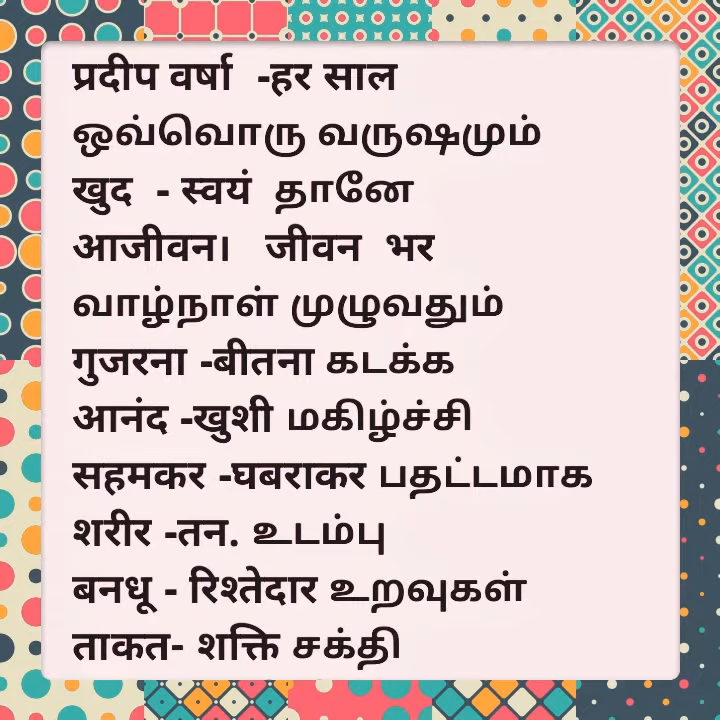 प्रदीप वर्षा -हर साल
ஒவ்வொரு வருஷமும்
खुद - स्वयं தானே
आजीवन। जीवन भर
வாழ்நாள் முழுவதும்
गुजरना -बीतना கடக்க
आनंद -खुशी மகிழ்ச்சி
सहमकर -घबराकर பதட்டமாக
शरीर -तन. உடம்பு
बनधू - रिश्तेदार உறவுகள்
ताकत- शक्ति சக்தி